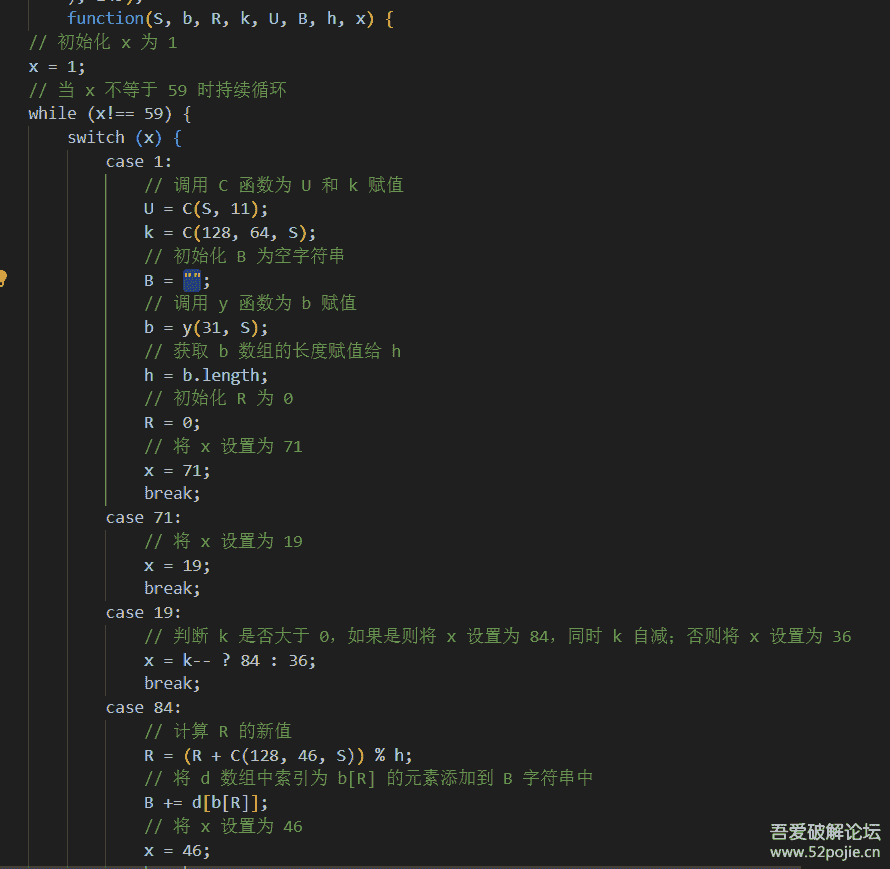 function(S, b, R, k, U, B, h, x) {
// 初始化 x 为 1
x = 1;
// 当 x 不等于 59 时持续循环
while (x!== 59) {
switch (x) {
case 1:
// 调用 C 函数为 U 和 k 赋值
U = C(S, 11);
k = C(128, 64, S);
// 初始化 B 为空字符串
B = "";
// 调用 y 函数为 b 赋值
b = y(31, S);
// 获取 b 数组的长度赋值给 h
h = b.length;
// 初始化 R 为 0
R = 0;
// 将 x 设置为 71
x = 71;
break;
case 71:
// 将 x 设置为 19
x = 19;
break;
case 19:
// 判断 k 是否大于 0，如果是则将 x 设置为 84，同时 k 自减；否则将 x 设置为 36
x = k-- ? 84 : 36;
break;
case 84:
// 计算 R 的新值
R = (R + C(128, 46, S)) % h;
// 将 d 数组中索引为 b[R] 的元素添加到 B 字符串中
B += d[b[R]];
// 将 x 设置为 46
x = 46;
吾爱破解论坛
www.52pojie.cn